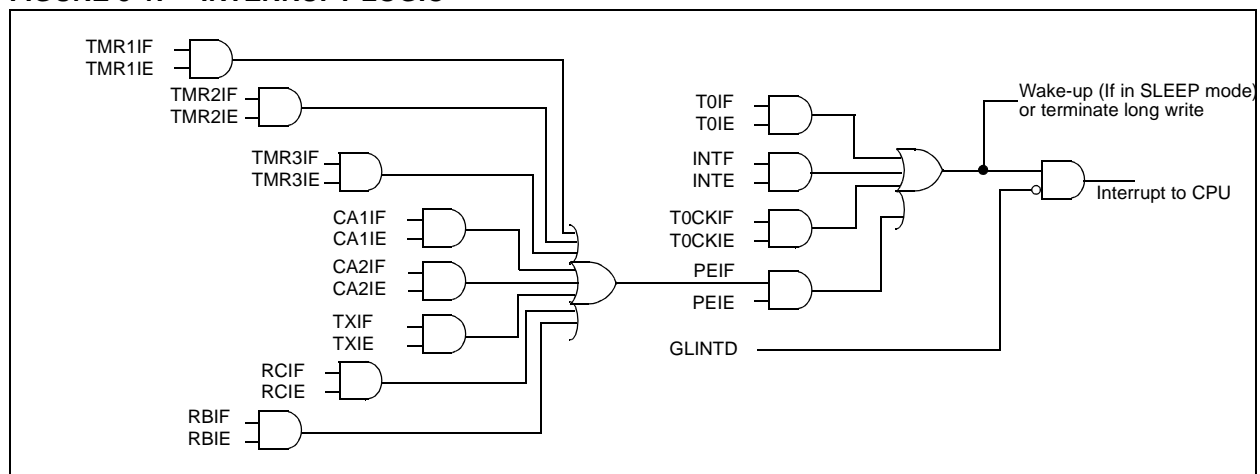 TMR1IF
TMR1IE
TMR2IF
TMR2IE
TMR3IF
TMR3IE
CA1IF
CA1IE
CA2IF
CA2IE
TXIF
TXIE
RCIF
RCIE
RBIF
RBIE
T0IF
T0IE
INTF
INTE
T0CKIF
T0CKIE
PEIF
PEIE
GLINTD
Wake-up (If in SLEEP mode)
or terminate long write
Interrupt to CPU